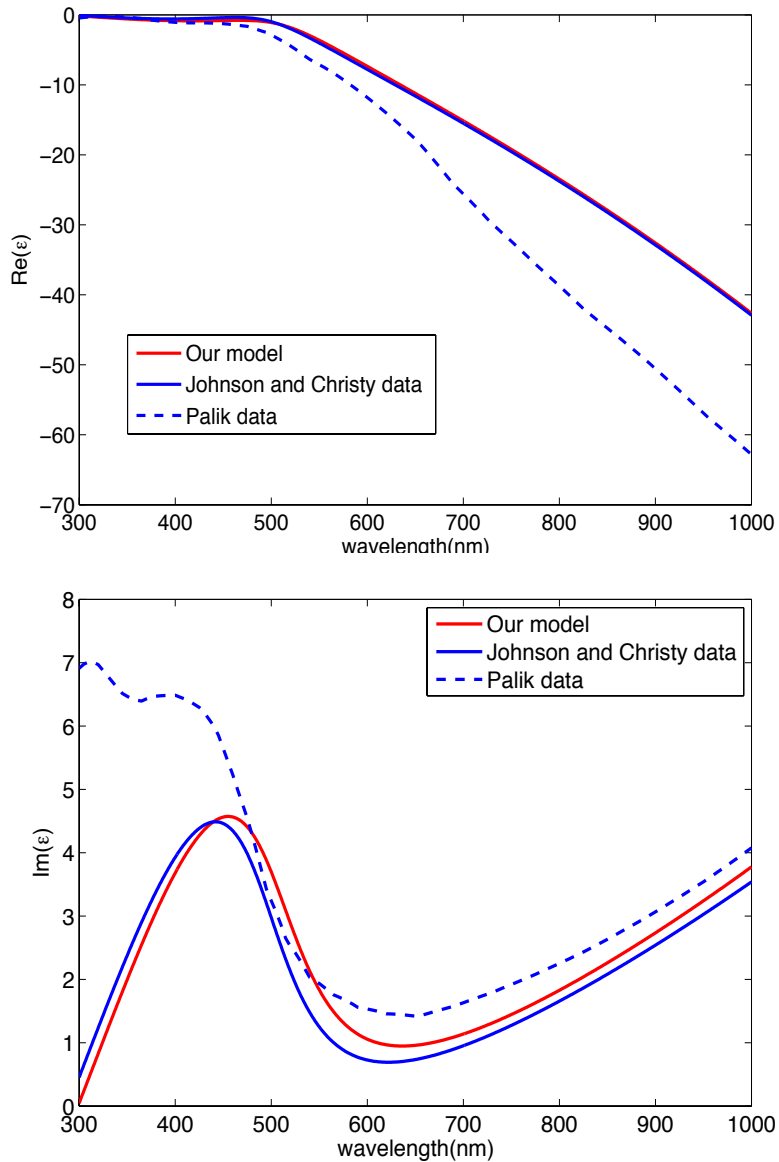 0
−10
−20
−30
−40
−50
−60
−70
Re(ε)
Our model
Johnson and Christy data
Palik data
300 400 500 600 700 800 900 1000
wavelength(nm)
8
7
6
5
4
3
2
1
0
Im(ε)
Our model
Johnson and Christy data
Palik data
300 400 500 600 700 800 900 1000
wavelength(nm)